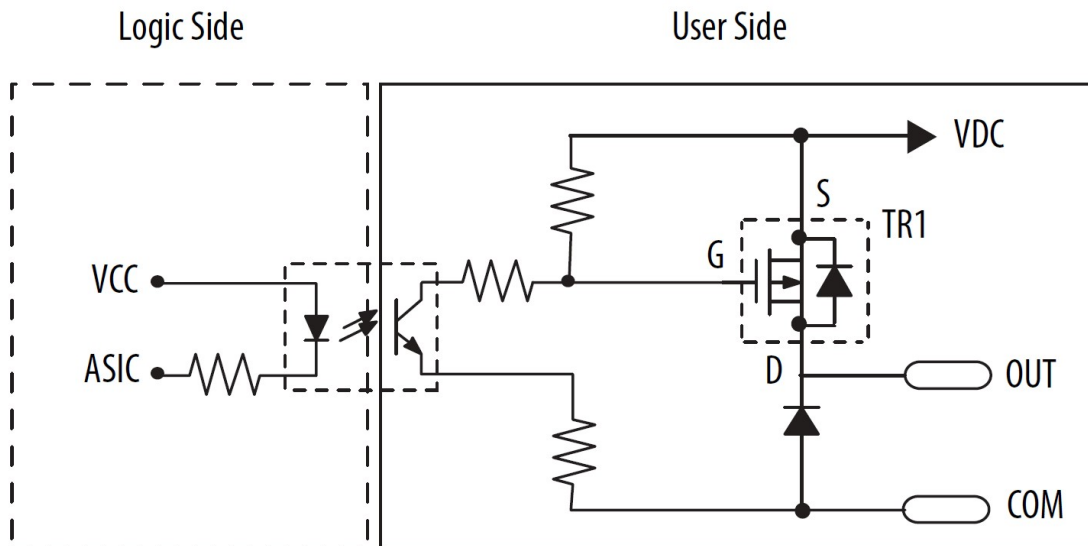 Logic Side
User Side
VDC
S
TR1
G
VCC
ASIC
D
OUT
COM